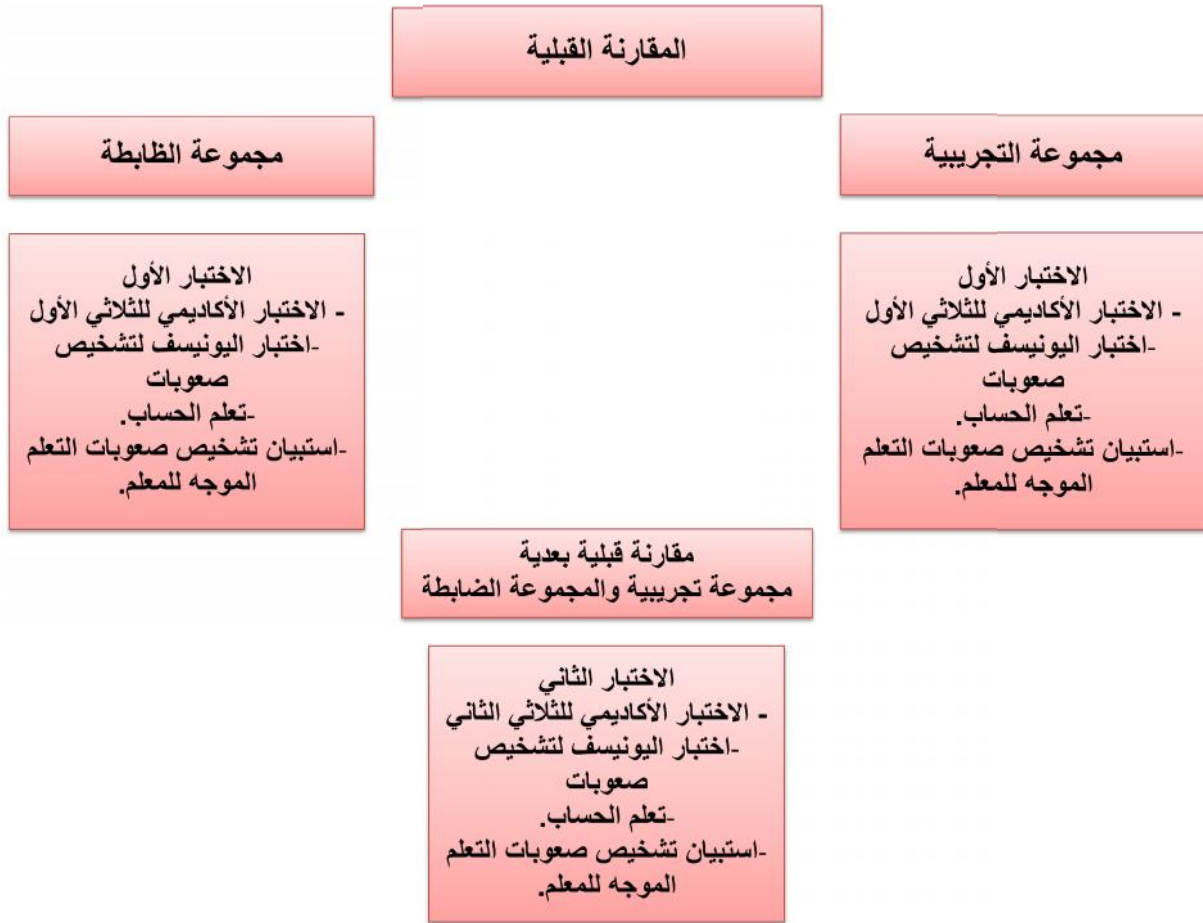 المقارنة القبلية
مجموعة التجريبية
مجموعة الظابطة
الاختبار الأول
- الاختبار الأكاديمي للثلاثي الأول
-اختبار اليونيسف لتشخيص
صعوبات
-تعلم الحساب.
-استبيان تشخيص صعوبات التعلم
الموجه للمعلم.
الاختبار الأول
- الاختبار الأكاديمي للثلاثي الأول
-اختبار اليونيسف لتشخيص
صعوبات
-تعلم الحساب.
-استبيان تشخيص صعوبات التعلم
الموجه للمعلم.
مقارنة قبلية بعدية
مجموعة تجريبية والمجموعة الضابطة
الاختبار الثاني
- الاختبار الأكاديمي للثلاثي الثاني
-اختبار اليونيسف لتشخيص
صعوبات
-تعلم الحساب.
-استبيان تشخيص صعوبات التعلم
الموجه للمعلم.